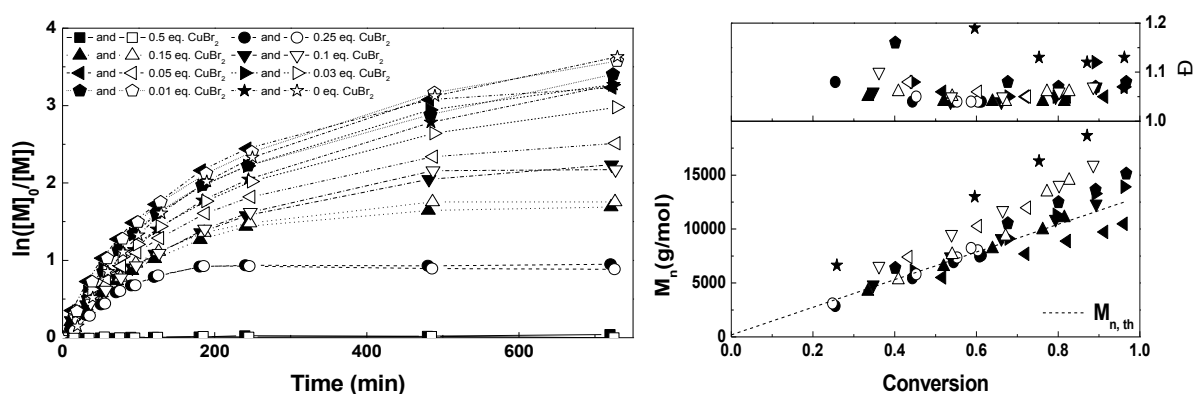 4
3
2
1
0
ln([M]₀/[M])
and 0.5 eq. CuBr₂
and 0.25 eq. CuBr₂
and 0.15 eq. CuBr₂
and 0.1 eq. CuBr₂
and 0.05 eq. CuBr₂
and 0.03 eq. CuBr₂
and 0.01 eq. CuBr₂
and 0 eq. CuBr₂
0 200 400 600
Time (min)
1.2
1.1
1.0
Đ
15000
12500
10000
7500
5000
2500
0
Mₙ(g/mol)
Mₙ, ₜₕ
0.0 0.2 0.4 0.6 0.8 1.0
Conversion